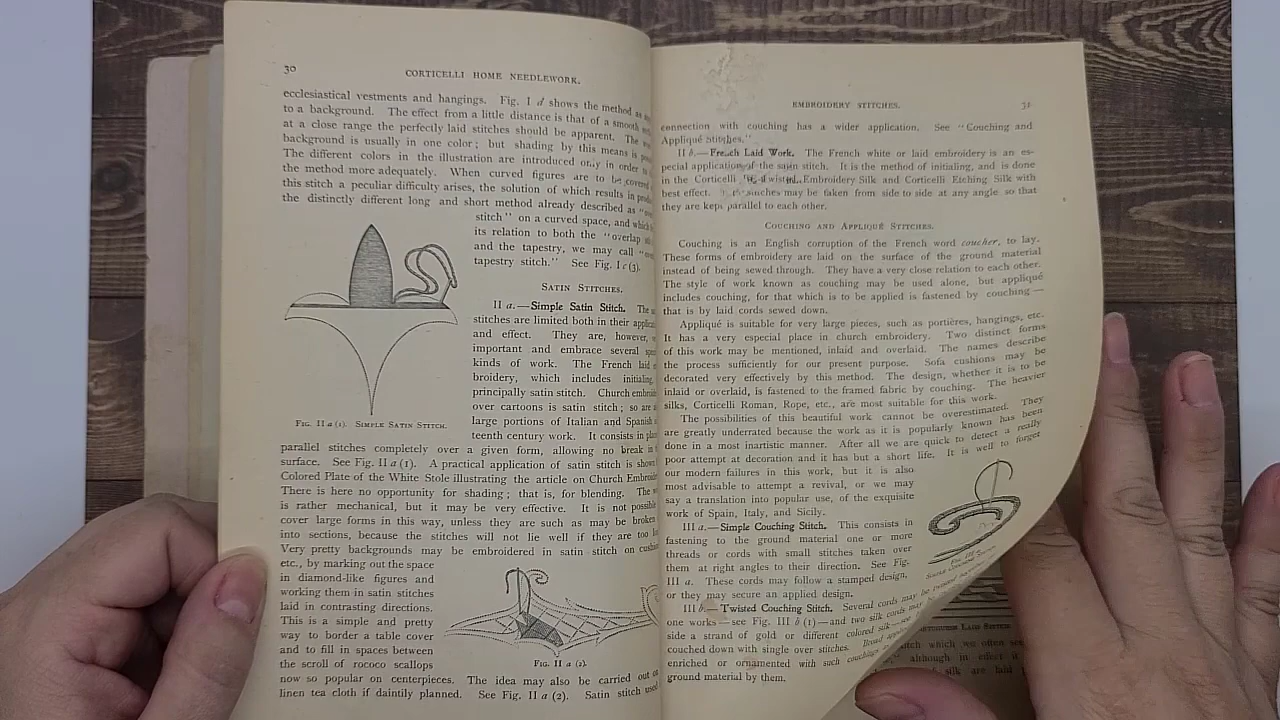 30 CORTICELLI HOME NEEDLEWORK.
ecclesiastical vestments and hangings. Fig. I d shows the method
to a background. The effect from a little distance is that of a smooth
at a close range the perfectly laid stitches should be apparent. The
background is usually in one color; but shading by this means is
The different colors in the illustration are introduced only in order
the method more adequately. When curved figures are to be covered
this stitch a peculiar difficulty arises, the solution of which results in
the distinctly different long and short method already described as
stitch" on a curved space, and which
its relation to both the "overlap
and the tapestry, we may call
tapestry stitch." See Fig. I c (3).
SATIN STITCHES.
II a.—Simple Satin Stitch. The
stitches are limited both in their
and effect. They are, however,
important and embrace several
kinds of work. The French laid
broidery, which includes initialing,
principally satin stitch. Church
over cartoons is satin stitch; so are
large portions of Italian and Spanish
teenth century work. It consists in
FIG. II a (1). SIMPLE SATIN STITCH.
parallel stitches completely over a given form, allowing no break in
surface. See Fig. II a (1). A practical application of satin stitch is
Colored Plate of the White Stole illustrating the article on Church
There is here no opportunity for shading; that is, for blending. The
is rather mechanical, but it may be very effective. It is not possible
cover large forms in this way, unless they are such as may be broken
into sections, because the stitches will not lie well if they are too
Very pretty backgrounds may be embroidered in satin stitch on
etc., by marking out the space
in diamond-like figures and
working them in satin stitches
laid in contrasting directions.
This is a simple and pretty
way to border a table cover
and to fill in spaces between
the scroll of rococo scallops
FIG. II a (2).
now so popular on centerpieces. The idea may also be carried out
linen tea cloth if daintily planned. See Fig. II a (2). Satin stitch
EMBROIDERY STITCHES. 31
connection with couching has a wider application. See "Couching and
Appliqué Stitches."
II b.—French Laid Work. The French white or laid embroidery is an es-
pecial application of the satin stitch. It is the method of initialing, and is done
in the Corticelli Embroidery Silk and Corticelli Etching Silk with
best effect. stitches may be taken from side to side at any angle so that
they are kept parallel to each other.
COUCHING AND APPLIQUÉ STITCHES.
Couching is an English corruption of the French word coucher, to lay.
These forms of embroidery are laid on the surface of the ground material
instead of being sewed through. They have a very close relation to each other.
The style of work known as couching may be used alone, but appliqué
includes couching, for that which is to be applied is fastened by couching—
that is by laid cords sewed down.
Appliqué is suitable for very large pieces, such as portières, hangings, etc.
It has a very especial place in church embroidery. Two distinct forms
of this work may be mentioned, inlaid and overlaid. The names describe
the process sufficiently for our present purpose. Sofa cushions may be
decorated very effectively by this method. The design, whether it is to be
inlaid or overlaid, is fastened to the framed fabric by couching. The heavier
silks, Corticelli Roman, Rope, etc., are most suitable for this work.
The possibilities of this beautiful work cannot be overestimated. They
are greatly underrated because the work as it is popularly known has been
done in a most inartistic manner. After all we are quick to detect a really
poor attempt at decoration and it has but a short life. It is well to forget
our modern failures in this work, but it is also
most advisable to attempt a revival, or we may
say a translation into popular use, of the exquisite
work of Spain, Italy, and Sicily.
III a.—Simple Couching Stitch. This consists in
fastening to the ground material one or more
threads or cords with small stitches taken over
them at right angles to their direction. See Fig.
III a. These cords may follow a stamped design,
or they may secure an applied design.
FIG. III a.
SIMPLE COUCHING STITCH
III b.—Twisted Couching Stitch. Several cords may be twisted
one works—see Fig. III b (1)—and two silk cords may
side a strand of gold or different colored silk—see
couched down with single over stitches. Broad
enriched or ornamented with such couching
ground material by them.
LAID STITCH
which we often see
although in effect
silk are laid